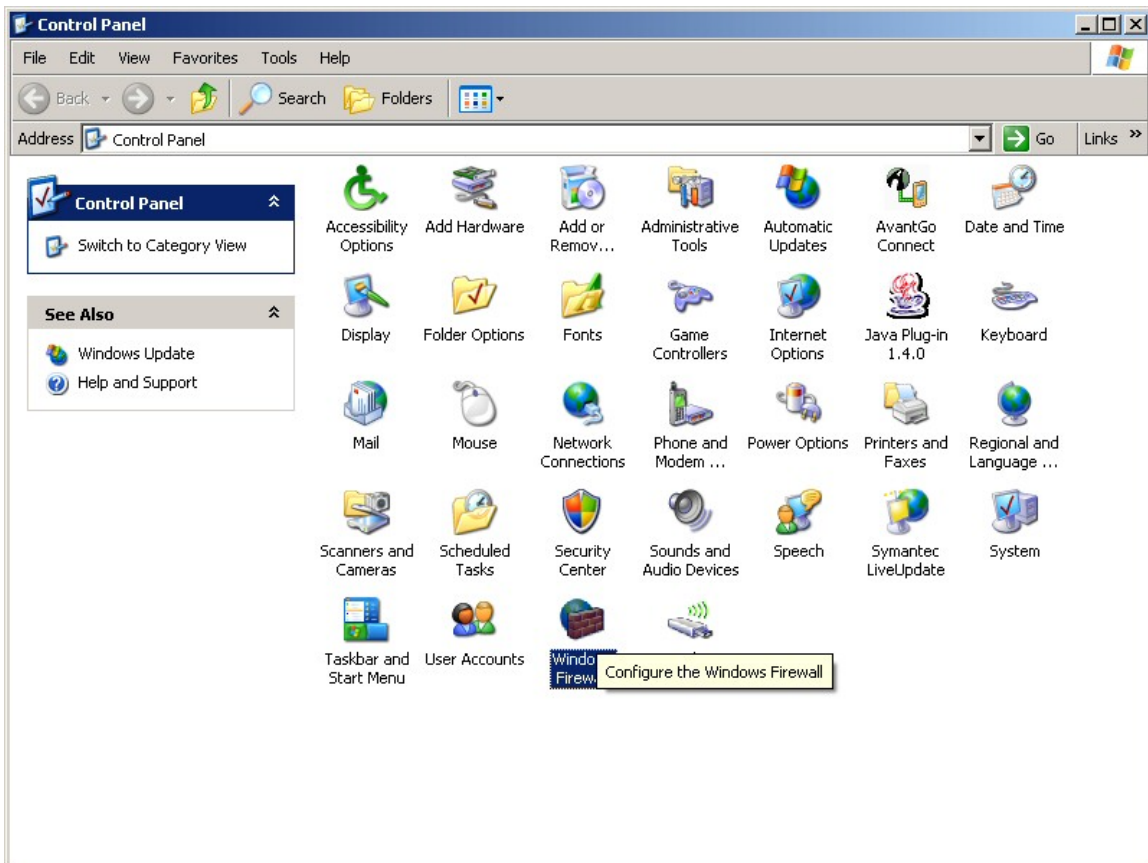 Control Panel
File Edit View Favorites Tools Help
Back Search Folders
Address Control Panel Go Links »
Control Panel
Switch to Category View
See Also
Windows Update
Help and Support
Accessibility Options
Add Hardware
Add or Remov...
Administrative Tools
Automatic Updates
AvantGo Connect
Date and Time
Display
Folder Options
Fonts
Game Controllers
Internet Options
Java Plug-in 1.4.0
Keyboard
Mail
Mouse
Network Connections
Phone and Modem ...
Power Options
Printers and Faxes
Regional and Language ...
Scanners and Cameras
Scheduled Tasks
Security Center
Sounds and Audio Devices
Speech
Symantec LiveUpdate
System
Taskbar and Start Menu
User Accounts
Windo
Firew
Configure the Windows Firewall